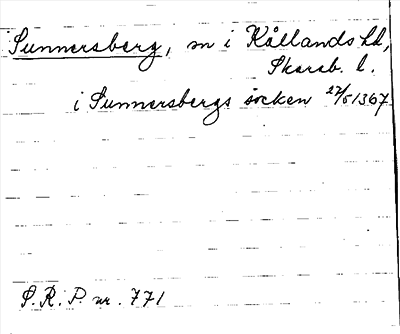 Sunnersberg, sn i Kållands hd,
Skarab. l.
i Sunnersbergs socken 27/5 1367
S.R.P. nr. 771